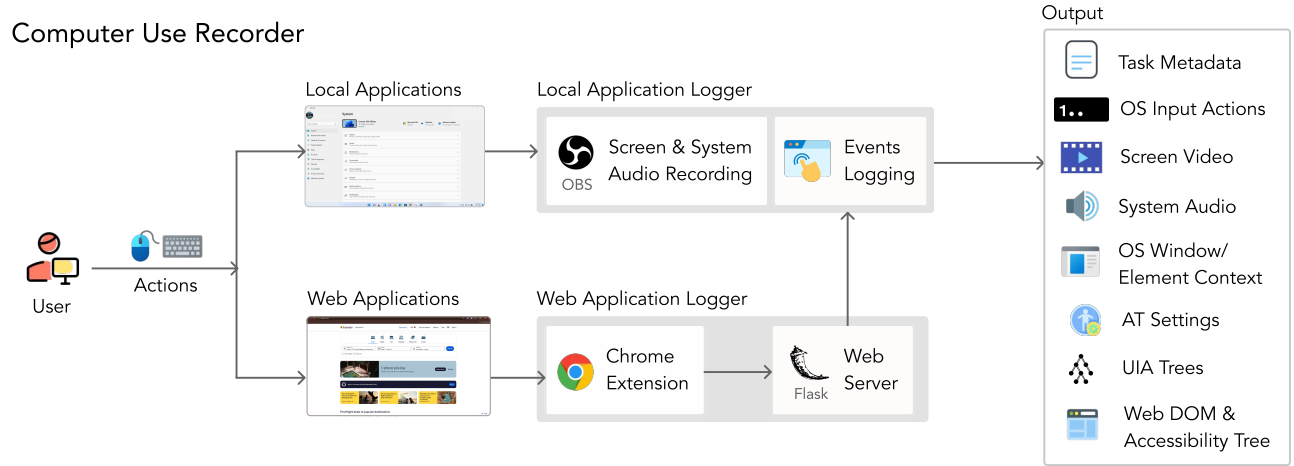 Computer Use Recorder
Output
Local Applications
Local Application Logger
System
OBS
Screen & System
Audio Recording
Events
Logging
User
Actions
Web Applications
Web Application Logger
Chrome
Extension
Flask
Web
Server
Task Metadata
1..
OS Input Actions
Screen Video
System Audio
OS Window/
Element Context
AT Settings
UIA Trees
Web DOM &
Accessibility Tree